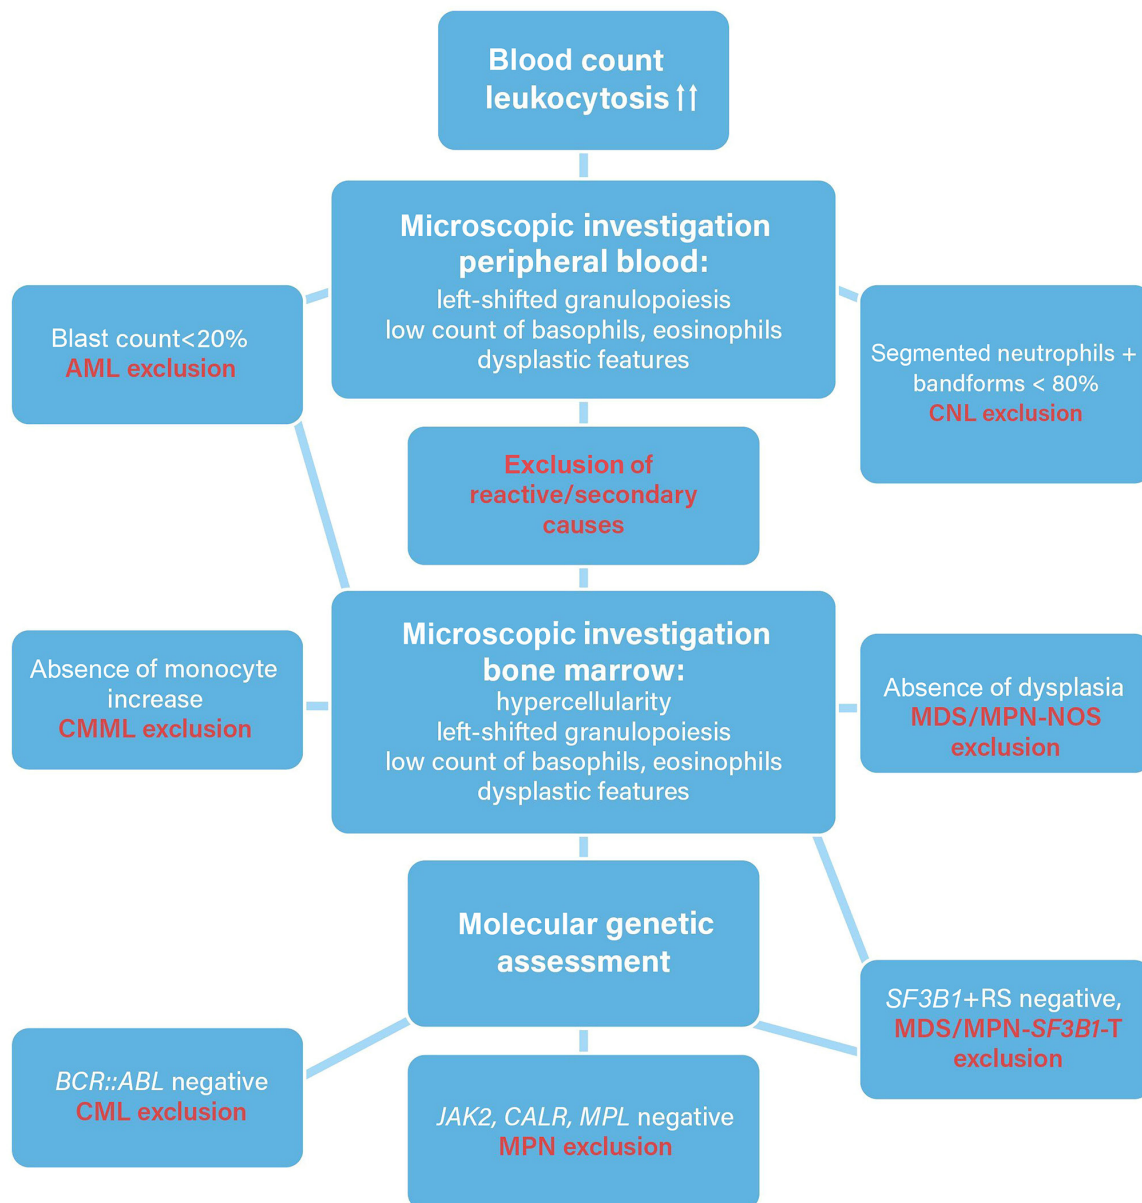 Blood count
leukocytosis ↑↑
Microscopic investigation
peripheral blood:
left-shifted granulopoiesis
low count of basophils, eosinophils
dysplastic features
Blast count<20%
AML exclusion
Segmented neutrophils +
bandforms < 80%
CNL exclusion
Exclusion of
reactive/secondary
causes
Microscopic investigation
bone marrow:
hypercellularity
left-shifted granulopoiesis
low count of basophils, eosinophils
dysplastic features
Absence of monocyte
increase
CMML exclusion
Absence of dysplasia
MDS/MPN-NOS
exclusion
Molecular genetic
assessment
SF3B1+RS negative,
MDS/MPN-SF3B1-T
exclusion
BCR::ABL negative
CML exclusion
JAK2, CALR, MPL negative
MPN exclusion